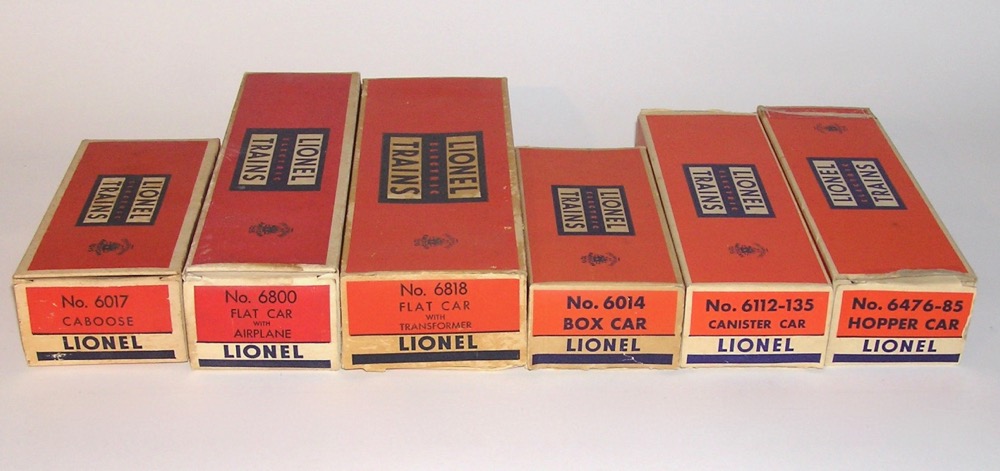 LIONEL
ELECTRIC
TRAINS
No. 6017
CABOOSE
LIONEL
LIONEL
ELECTRIC
TRAINS
No. 6800
FLAT CAR
WITH
AIRPLANE
LIONEL
LIONEL
ELECTRIC
TRAINS
No. 6818
FLAT CAR
WITH
TRANSFORMER
LIONEL
LIONEL
ELECTRIC
TRAINS
No. 6014
BOX CAR
LIONEL
LIONEL
ELECTRIC
TRAINS
No. 6112-135
CANISTER CAR
LIONEL
LIONEL
ELECTRIC
TRAINS
No. 6476-85
HOPPER CAR
LIONEL